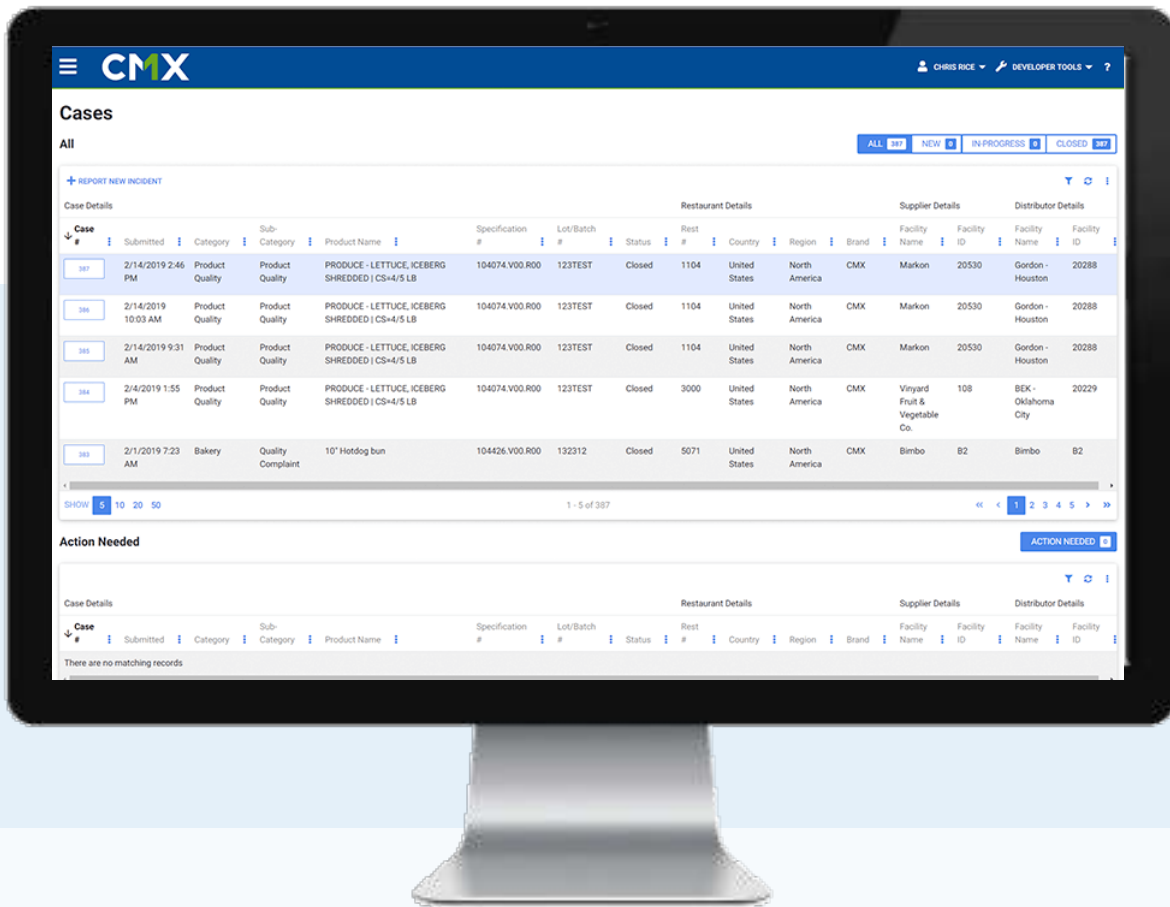 CMX
CHRIS RICE DEVELOPER TOOLS ?
Cases
All
ALL 387 NEW 0 IN-PROGRESS 0 CLOSED 387
+ REPORT NEW INCIDENT
Case Details Restaurant Details Supplier Details Distributor Details
Case Sub- Specification Lot/Batch Rest Facility Facility Facility Facility
# Submitted Category Category Product Name # # Status # Country Region Brand Name ID Name ID
387 2/14/2019 2:46 Product Product PRODUCE - LETTUCE, ICEBERG 104074.V00.R00 123TEST Closed 1104 United North CMX Markon 20530 Gordon - 20288
PM Quality Quality SHREDDED | CS=4/5 LB States America Houston
386 2/14/2019 Product Product PRODUCE - LETTUCE, ICEBERG 104074.V00.R00 123TEST Closed 1104 United North CMX Markon 20530 Gordon - 20288
10:03 AM Quality Quality SHREDDED | CS=4/5 LB States America Houston
385 2/14/2019 9:31 Product Product PRODUCE - LETTUCE, ICEBERG 104074.V00.R00 123TEST Closed 1104 United North CMX Markon 20530 Gordon - 20288
AM Quality Quality SHREDDED | CS=4/5 LB States America Houston
384 2/4/2019 1:55 Product Product PRODUCE - LETTUCE, ICEBERG 104074.V00.R00 123TEST Closed 3000 United North CMX Vinyard 108 BEK - 20229
PM Quality Quality SHREDDED | CS=4/5 LB States America Fruit & Oklahoma
Vegetable City
Co.
383 2/1/2019 7:23 Bakery Quality 10" Hotdog bun 104426.V00.R00 132312 Closed 5071 United North CMX Bimbo B2 Bimbo B2
AM Complaint States America
SHOW 5 10 20 50 1 - 5 of 387 « < 1 2 3 4 5 > »
Action Needed
ACTION NEEDED 0
Case Details Restaurant Details Supplier Details Distributor Details
Case Sub- Specification Lot/Batch Rest Facility Facility Facility Facility
# Submitted Category Category Product Name # # Status # Country Region Brand Name ID Name ID
There are no matching records